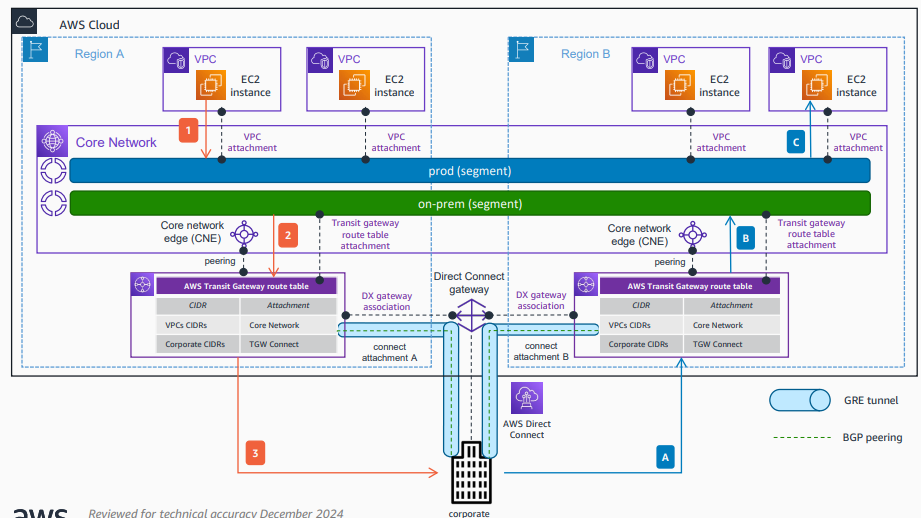 AWS Cloud
Region A
Region B
VPC
EC2
instance
VPC
EC2
instance
VPC
EC2
instance
VPC
EC2
instance
1
C
Core Network
VPC
attachment
VPC
attachment
VPC
attachment
VPC
attachment
prod (segment)
on-prem (segment)
Core network
edge (CNE)
2
Transit gateway
route table
attachment
Core network
edge (CNE)
B
Transit gateway
route table
attachment
peering
peering
AWS Transit Gateway route table
CIDR Attachment
VPCs CIDRs Core Network
Corporate CIDRs TGW Connect
Direct Connect
gateway
DX gateway
association
DX gateway
association
connect
attachment A
connect
attachment B
AWS Transit Gateway route table
CIDR Attachment
VPCs CIDRs Core Network
Corporate CIDRs TGW Connect
AWS Direct
Connect
GRE tunnel
BGP peering
3
A
corporate
aws
Reviewed for technical accuracy December 2024